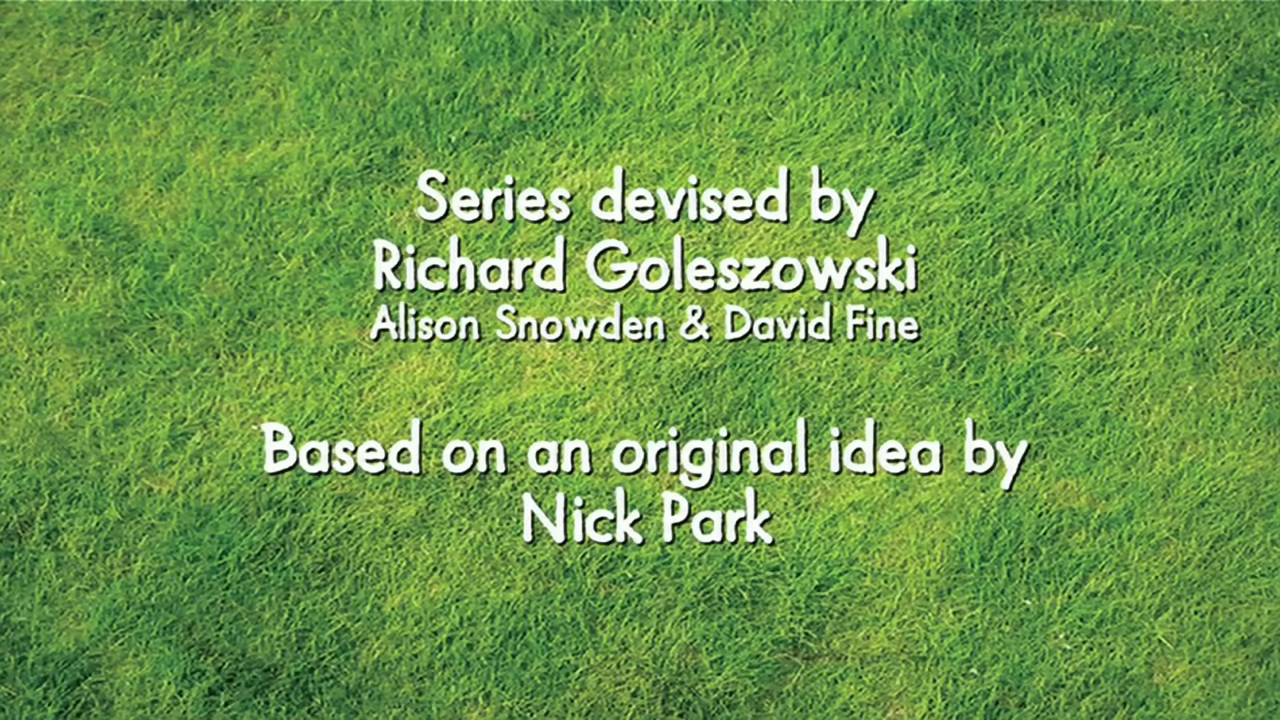 Series devised by
Richard Goleszowski
Alison Snowden & David Fine
Based on an original idea by
Nick Park